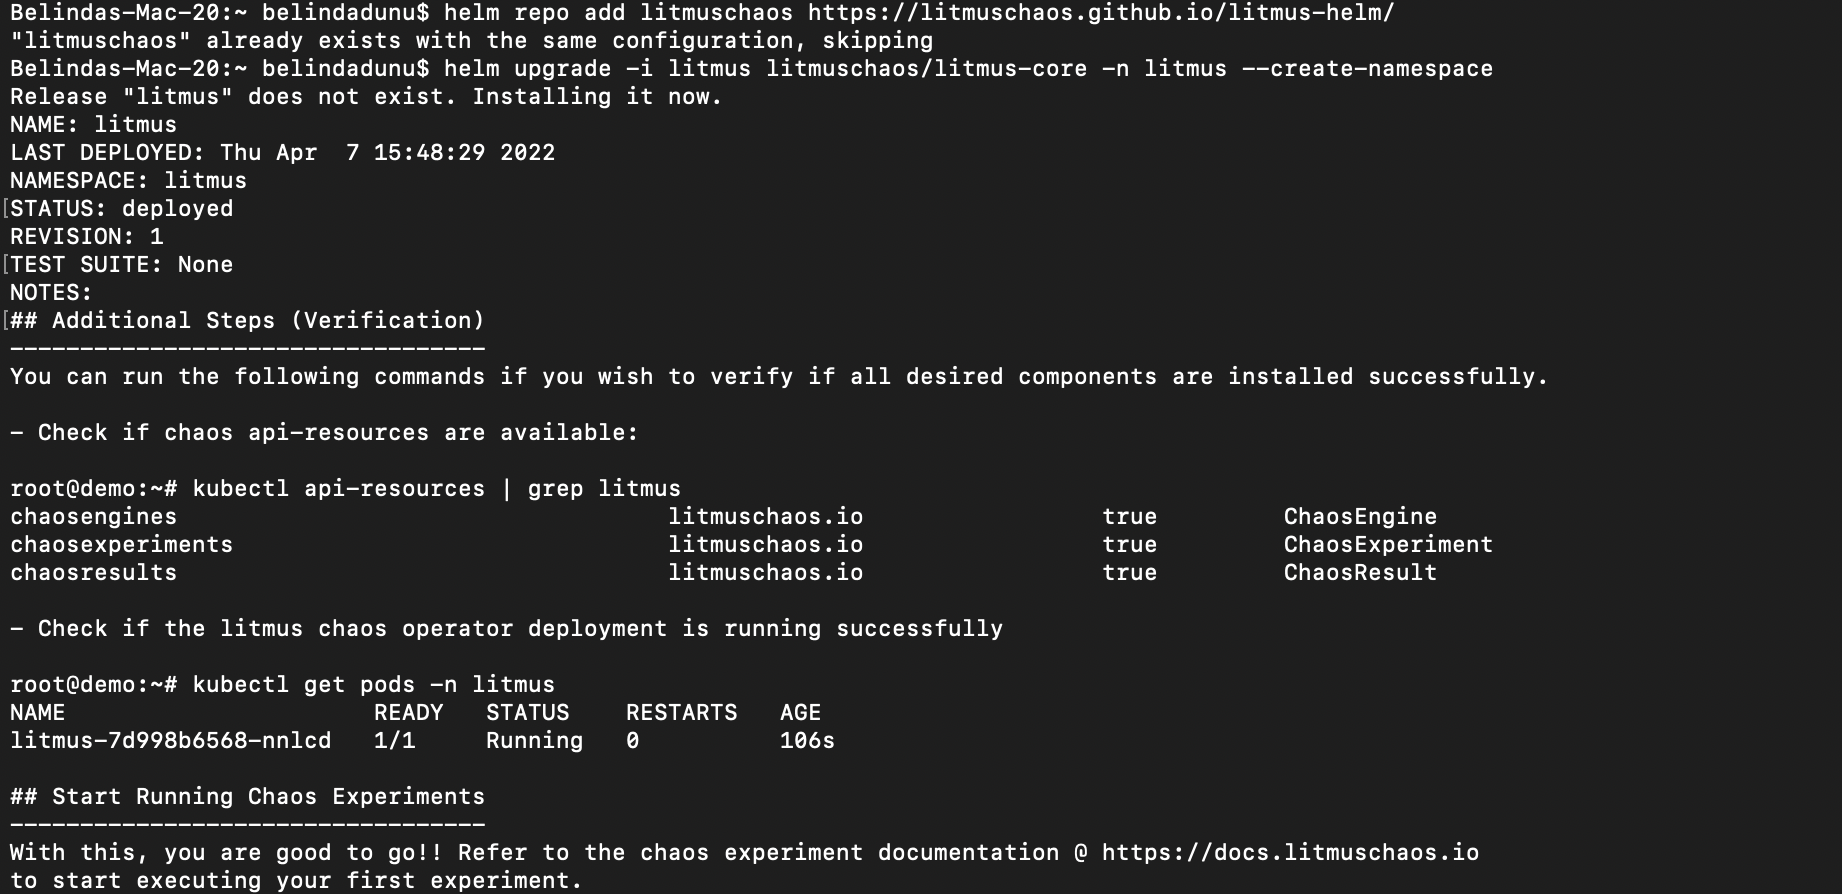 Belindas-Mac-20:~ belindadunu$ helm repo add litmuschaos https://litmuschaos.github.io/litmus-helm/
"litmuschaos" already exists with the same configuration, skipping
Belindas-Mac-20:~ belindadunu$ helm upgrade -i litmus litmuschaos/litmus-core -n litmus --create-namespace
Release "litmus" does not exist. Installing it now.
NAME: litmus
LAST DEPLOYED: Thu Apr  7 15:48:29 2022
NAMESPACE: litmus
[STATUS: deployed
REVISION: 1
[TEST SUITE: None
NOTES:
[## Additional Steps (Verification)
----------------------------------
You can run the following commands if you wish to verify if all desired components are installed successfully.
- Check if chaos api-resources are available:
root@demo:~# kubectl api-resources | grep litmus
chaosengines                                   litmuschaos.io                 true         ChaosEngine
chaosexperiments                               litmuschaos.io                 true         ChaosExperiment
chaosresults                                   litmuschaos.io                 true         ChaosResult
- Check if the litmus chaos operator deployment is running successfully
root@demo:~# kubectl get pods -n litmus
NAME                      READY   STATUS    RESTARTS   AGE
litmus-7d998b6568-nnlcd   1/1     Running   0          106s
## Start Running Chaos Experiments
----------------------------------
With this, you are good to go!! Refer to the chaos experiment documentation @ https://docs.litmuschaos.io
to start executing your first experiment.